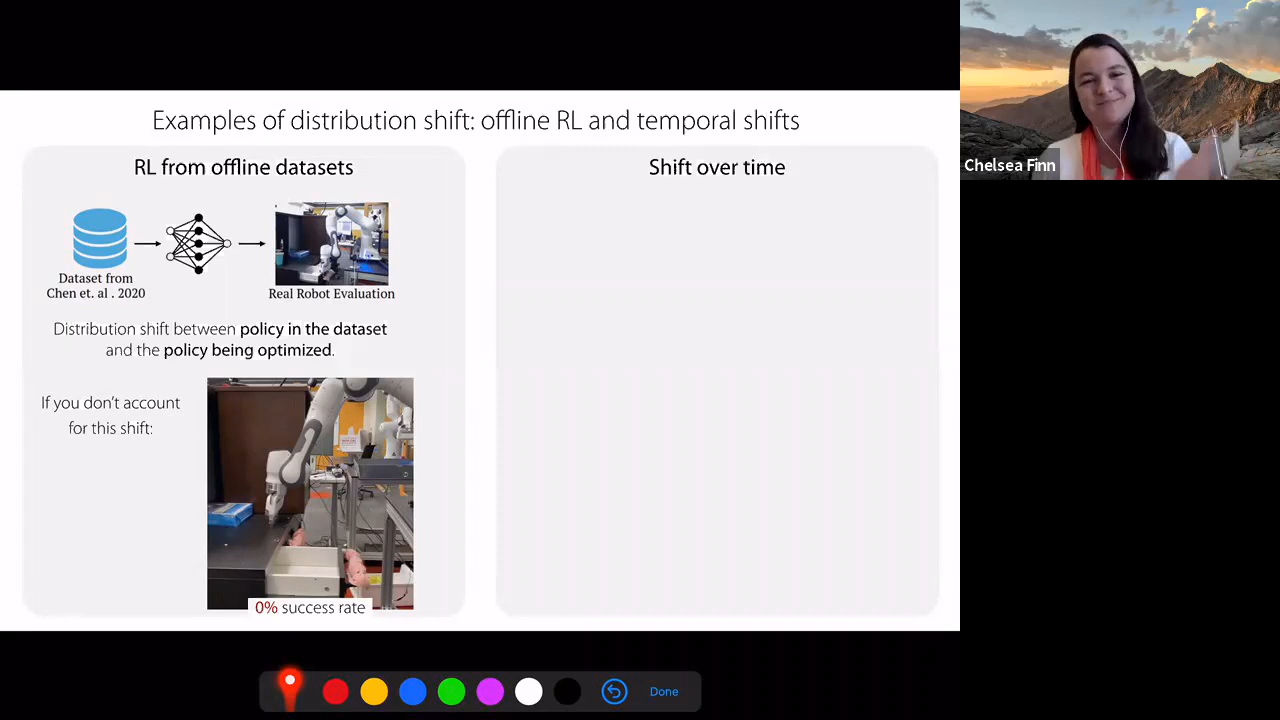 Examples of distribution shift: offline RL and temporal shifts
RL from offline datasets
Dataset from
Chen et. al . 2020
Real Robot Evaluation
Distribution shift between policy in the dataset
and the policy being optimized.
If you don't account
for this shift:
0% success rate
Shift over time
Chelsea Finn
Done